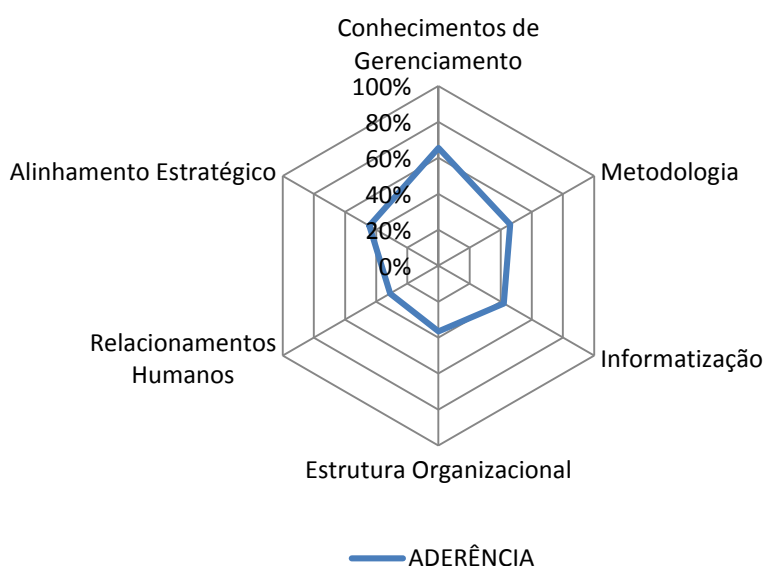 Conhecimentos de
Gerenciamento
100%
80%
60%
40%
20%
0%
Alinhamento Estratégico
Metodologia
Relacionamentos
Humanos
Informatização
Estrutura Organizacional
ADERÊNCIA